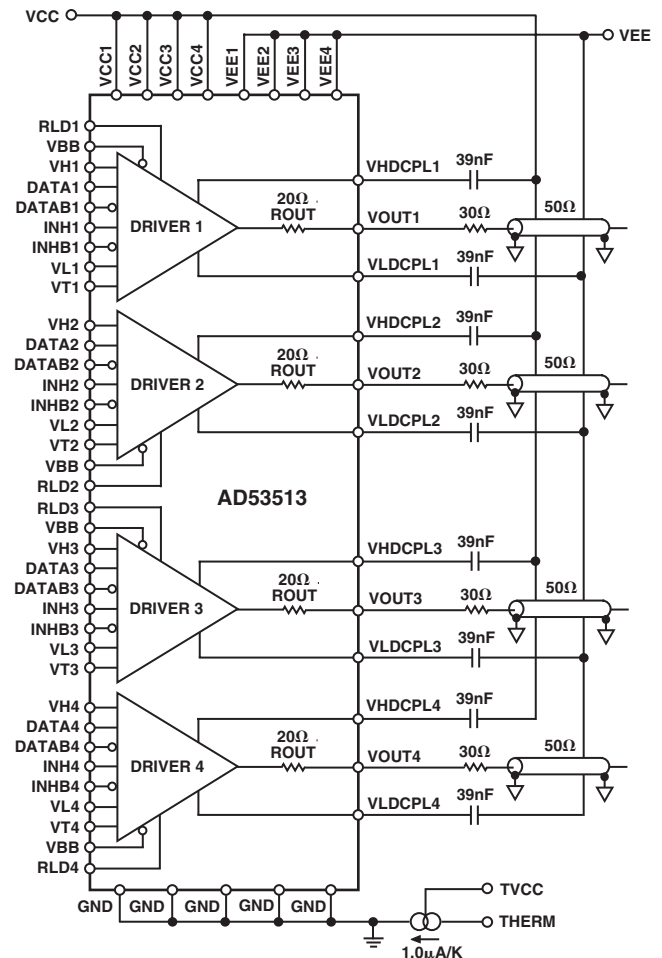 VCC
VEE
VCC1
VCC2
VCC3
VCC4
VEE1
VEE2
VEE3
VEE4
RLD1
VBB
VH1
DATA1
DATAB1
INH1
INHB1
VL1
VT1
DRIVER 1
20Ω
ROUT
VHDCPL1
39nF
VOUT1
30Ω
50Ω
VLDCPL1
39nF
VH2
DATA2
DATAB2
INH2
INHB2
VL2
VT2
VBB
RLD2
DRIVER 2
20Ω
ROUT
VHDCPL2
39nF
VOUT2
30Ω
50Ω
VLDCPL2
39nF
AD53513
RLD3
VBB
VH3
DATA3
DATAB3
INH3
INHB3
VL3
VT3
DRIVER 3
20Ω
ROUT
VHDCPL3
39nF
VOUT3
30Ω
50Ω
VLDCPL3
39nF
VH4
DATA4
DATAB4
INH4
INHB4
VL4
VT4
VBB
RLD4
DRIVER 4
20Ω
ROUT
VHDCPL4
39nF
VOUT4
30Ω
50Ω
VLDCPL4
39nF
GND
GND
GND
GND
GND
TVCC
THERM
1.0μA/K